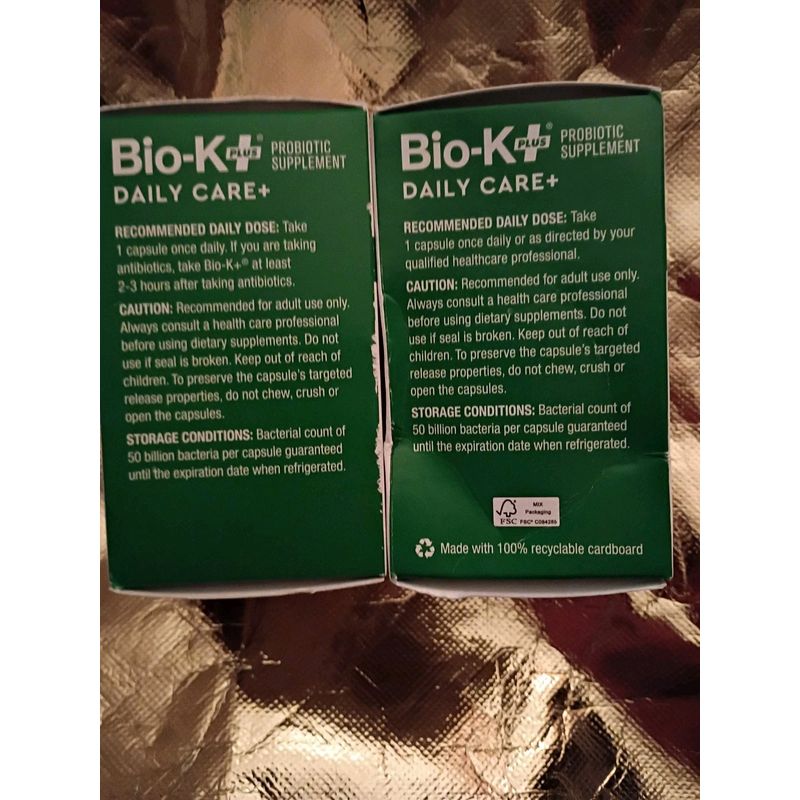 Bio-K+ PLUS® PROBIOTIC
SUPPLEMENT
DAILY CARE+
RECOMMENDED DAILY DOSE: Take
1 capsule once daily. If you are taking
antibiotics, take Bio-K+® at least
2-3 hours after taking antibiotics.
CAUTION: Recommended for adult use only.
Always consult a health care professional
before using dietary supplements. Do not
use if seal is broken. Keep out of reach of
children. To preserve the capsule's targeted
release properties, do not chew, crush or
open the capsules.
STORAGE CONDITIONS: Bacterial count of
50 billion bacteria per capsule guaranteed
until the expiration date when refrigerated.
Bio-K+ PLUS® PROBIOTIC
SUPPLEMENT
DAILY CARE+
RECOMMENDED DAILY DOSE: Take
1 capsule once daily or as directed by your
qualified healthcare professional.
CAUTION: Recommended for adult use only.
Always consult a health care professional
before using dietary supplements. Do not
use if seal is broken. Keep out of reach of
children. To preserve the capsule's targeted
release properties, do not chew, crush or
open the capsules.
STORAGE CONDITIONS: Bacterial count of
50 billion bacteria per capsule guaranteed
until the expiration date when refrigerated.
MIX
Packaging
FSC FSC® C084285
Made with 100% recyclable cardboard